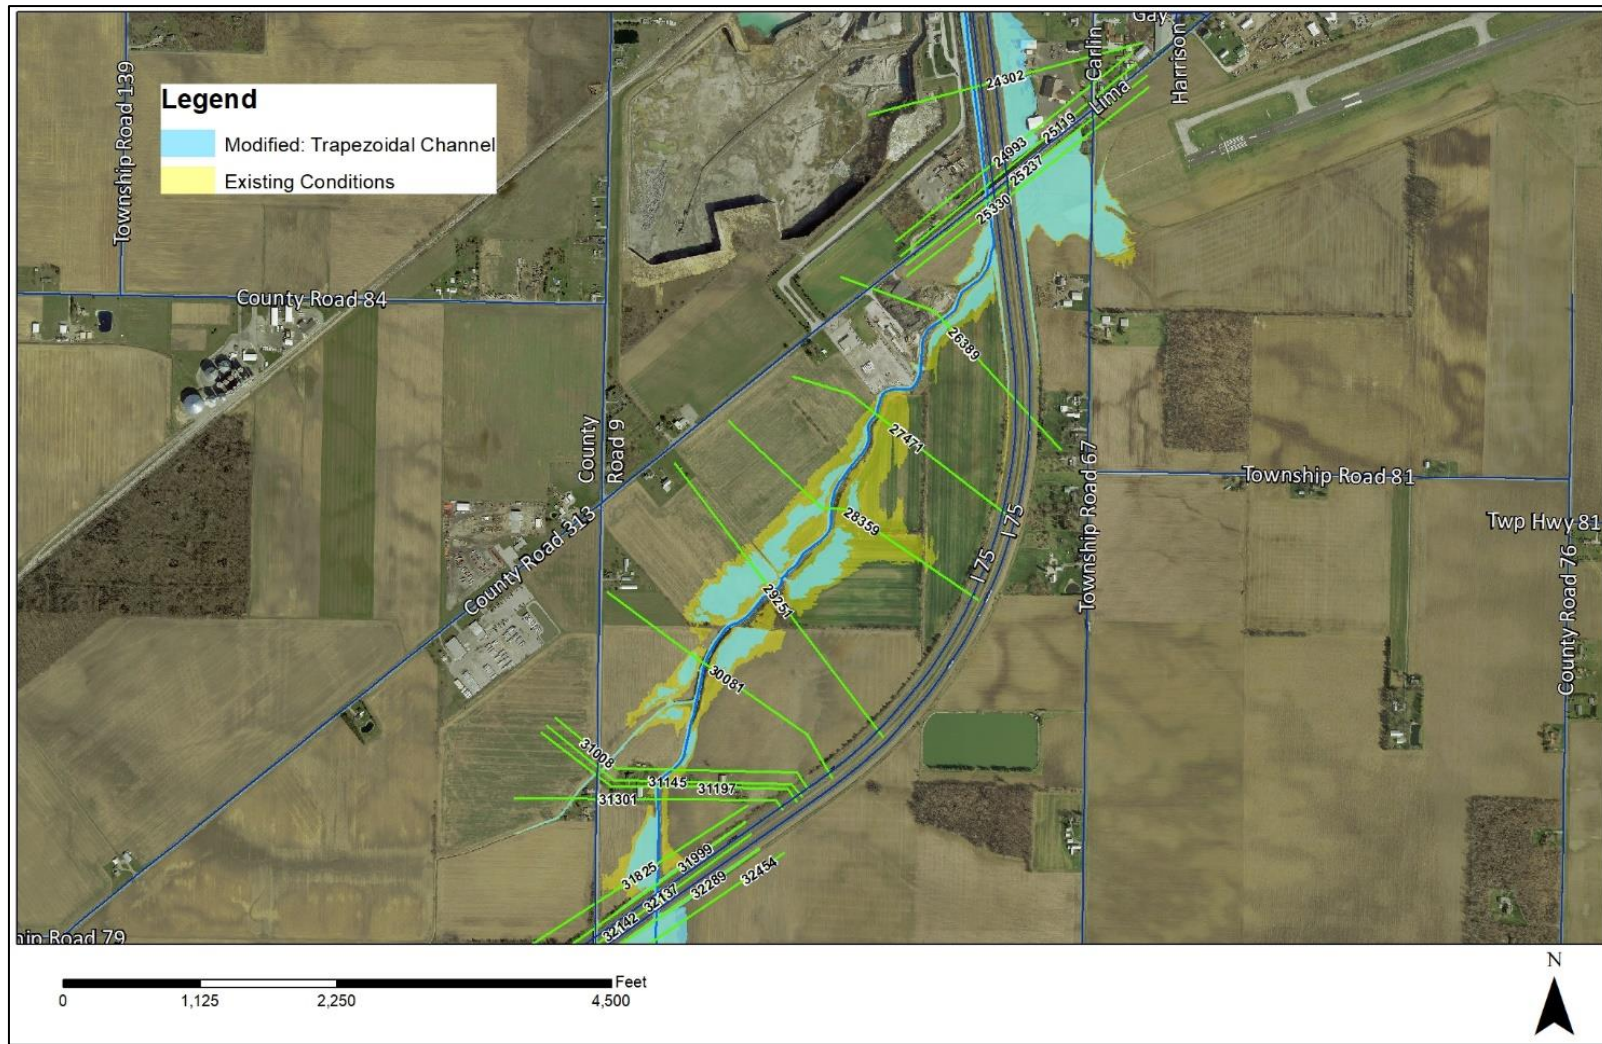 Legend
Modified: Trapezoidal Channel
Existing Conditions
Township Road 139
County Road 84
County
Road 9
County Road 313
Gay
Carlin
Harrison
Lima
24302
24993
25119
25237
25330
26389
27471
28359
29251
30081
31008
31145
31197
31301
31825
31999
32137
32142
32289
32454
I 75
I 75
Township Road 67
Township Road 81
Twp Hwy 81
County Road 76
hip Road 79
Feet
0
1,125
2,250
4,500
N